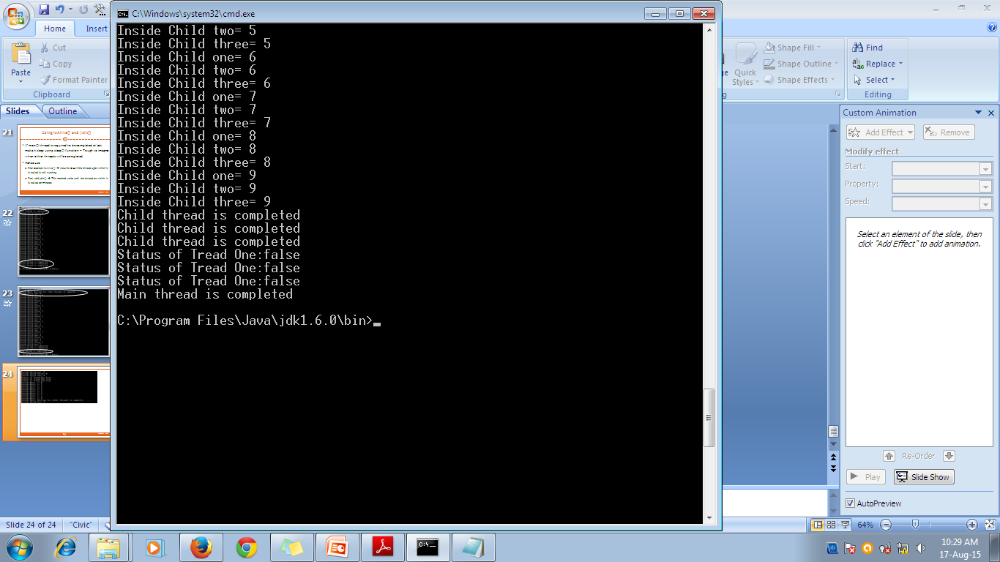 C:\Windows\system32\cmd.exe
Home
Insert
Cut
Copy
Format Painter
Paste
Clipboard
Quick
Styles
Shape Fill
Shape Outline
Shape Effects
Find
Replace
Select
Editing
Slides
Outline
21
Using isAlive() and join()
22
23
24
Inside Child two= 5
Inside Child three= 5
Inside Child one= 6
Inside Child two= 6
Inside Child three= 6
Inside Child one= 7
Inside Child two= 7
Inside Child three= 7
Inside Child one= 8
Inside Child two= 8
Inside Child three= 8
Inside Child one= 9
Inside Child two= 9
Inside Child three= 9
Child thread is completed
Child thread is completed
Child thread is completed
Status of Tread One:false
Status of Tread One:false
Status of Tread One:false
Main thread is completed
C:\Program Files\Java\jdk1.6.0\bin>
Custom Animation
Add Effect
Remove
Modify effect
Start:
Property:
Speed:
Select an element of the slide, then
click "Add Effect" to add animation.
Re-Order
Play
Slide Show
AutoPreview
Slide 24 of 24
"Civic"
64%
10:29 AM
17-Aug-15